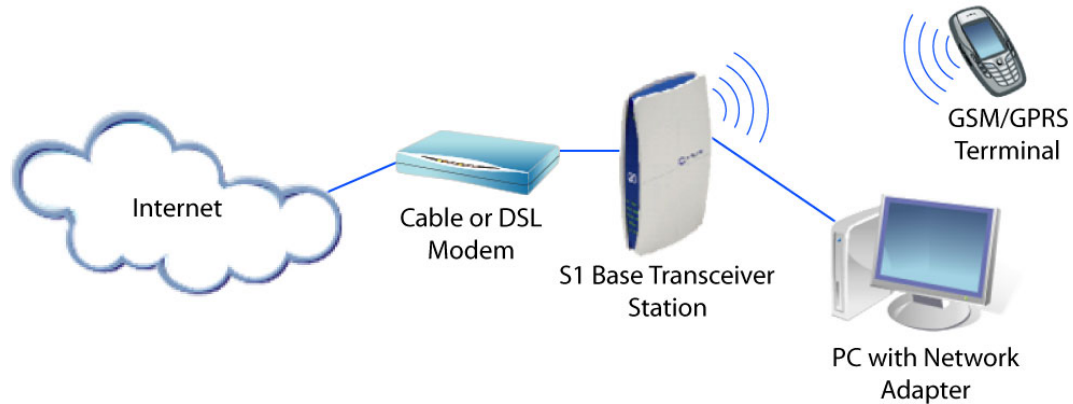 Internet
Cable or DSL
Modem
S1 Base Transceiver
Station
GSM/GPRS
Terrminal
PC with Network
Adapter